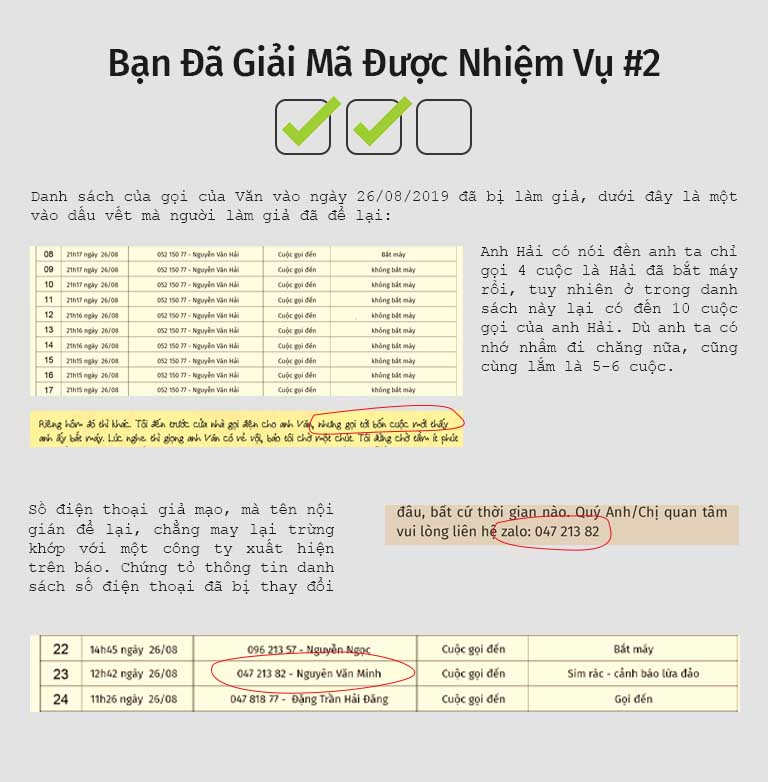 Bạn Đã Giải Mã Được Nhiệm Vụ #2
Danh sách của gọi của Văn vào ngày 26/08/2019 đã bị làm giả, dưới đây là một
vào dấu vết mà người làm giả đã để lại:
08 21h17 ngày 26/08 052 150 77 - Nguyễn Văn Hải Cuộc gọi đến Bắt máy
09 21h17 ngày 26/08 052 150 77 - Nguyễn Văn Hải Cuộc gọi đến không bắt máy
10 21h17 ngày 26/08 052 150 77 - Nguyễn Văn Hải Cuộc gọi đến không bắt máy
11 21h17 ngày 26/08 052 150 77 - Nguyễn Văn Hải Cuộc gọi đến không bắt máy
12 21h16 ngày 26/08 052 150 77 - Nguyễn Văn Hải Cuộc gọi đến không bắt máy
13 21h16 ngày 26/08 052 150 77 - Nguyễn Văn Hải Cuộc gọi đến không bắt máy
14 21h16 ngày 26/08 052 150 77 - Nguyễn Văn Hải Cuộc gọi đến không bắt máy
15 21h15 ngày 26/08 052 150 77 - Nguyễn Văn Hải Cuộc gọi đến không bắt máy
16 21h15 ngày 26/08 052 150 77 - Nguyễn Văn Hải Cuộc gọi đến không bắt máy
17 21h15 ngày 26/08 052 150 77 - Nguyễn Văn Hải Cuộc gọi đến không bắt máy
Anh Hải có nói đến anh ta chỉ
gọi 4 cuộc là Hải đã bắt máy
rồi, tuy nhiên ở trong danh
sách này lại có đến 10 cuộc
gọi của anh Hải. Dù anh ta có
nhớ nhầm đi chăng nữa, cũng
cùng lắm là 5-6 cuộc.
Riêng hôm đó thì khác. Tôi đến trước cửa nhà gọi điện cho anh Văn, nhưng gọi tới bốn cuộc mới thấy
anh ấy bắt máy. Lúc nghe thì giọng anh Văn có vẻ vội, bảo tôi chờ một chút. Tôi đứng chờ tầm ít phút
Số điện thoại giả mạo, mà tên nội
gián để lại, chẳng may lại trừng
khớp với một công ty xuất hiện
trên báo. Chứng tỏ thông tin danh
sách số điện thoại đã bị thay đổi
đâu, bất cứ thời gian nào. Quý Anh/Chị quan tâm
vui lòng liên hệ zalo: 047 213 82
22 14h45 ngày 26/08 096 213 57 - Nguyễn Ngọc Cuộc gọi đến Bắt máy
23 12h42 ngày 26/08 047 213 82 - Nguyễn Văn Minh Cuộc gọi đến Sim rác - cảnh báo lừa đảo
24 11h26 ngày 26/08 047 818 77 - Đặng Trần Hải Đăng Cuộc gọi đến Gọi đến